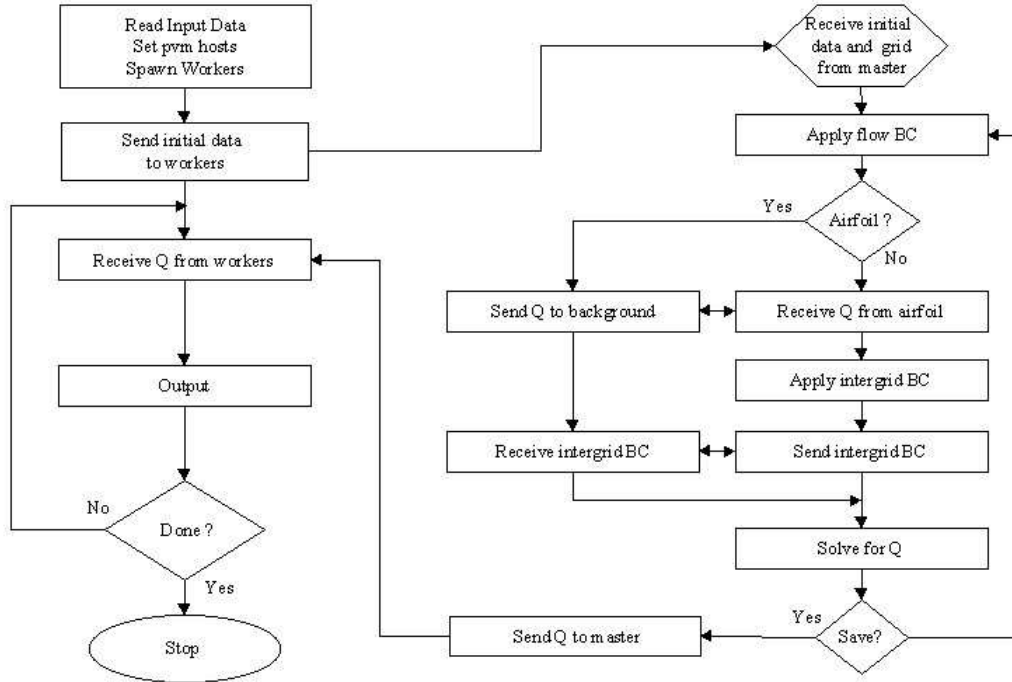 Read Input Data
Set pvm hosts
Spawn Workers
Send initial data
to workers
Receive Q from workers
Output
No
Done ?
Yes
Stop
Receive initial
data and grid
from master
Apply flow BC
Yes
Airfoil ?
No
Send Q to background
Receive Q from airfoil
Apply intergrid BC
Receive intergrid BC
Send intergrid BC
Solve for Q
Yes
Save?
Send Q to master